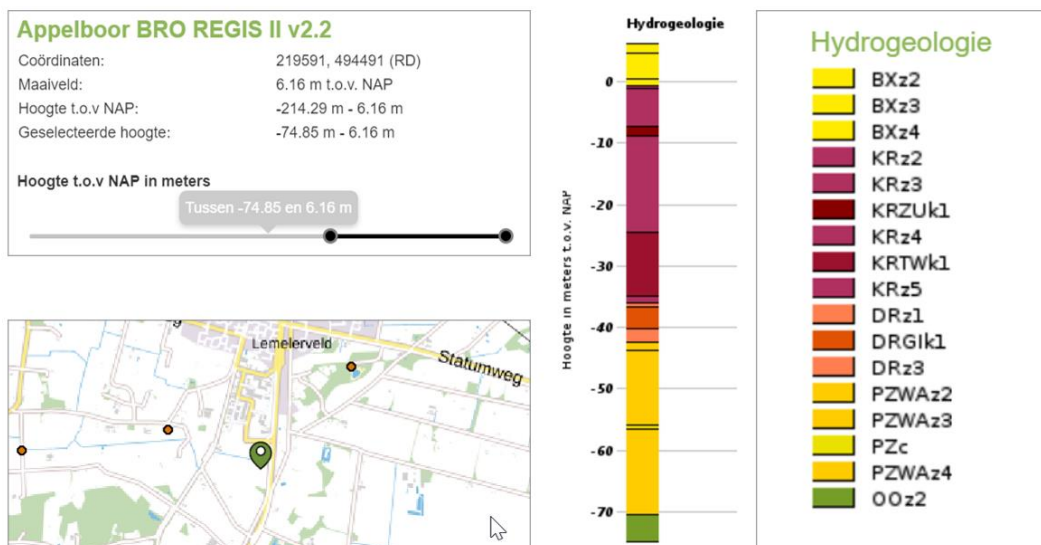 Appelboor BRO REGIS II v2.2
Coördinaten: 219591, 494491 (RD)
Maaiveld: 6.16 m t.o.v. NAP
Hoogte t.o.v NAP: -214.29 m - 6.16 m
Geselecteerde hoogte: -74.85 m - 6.16 m
Hoogte t.o.v NAP in meters
Tussen -74.85 en 6.16 m
Lemelerveld
Statumweg
Hydrogeologie
Hoogte in meters t.o.v. NAP
0
-10
-20
-30
-40
-50
-60
-70
Hydrogeologie
BXz2
BXz3
BXz4
KRz2
KRz3
KRZUk1
KRz4
KRTWk1
KRz5
DRz1
DRGIk1
DRz3
PZWAz2
PZWAz3
PZc
PZWAz4
OOz2